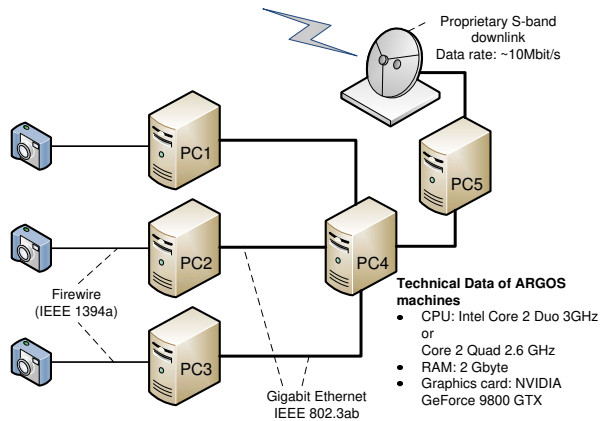 Proprietary S-band
downlink
Data rate: ~10Mbit/s
PC1
PC5
PC2
PC4
Firewire
(IEEE 1394a)
PC3
Gigabit Ethernet
IEEE 802.3ab
Technical Data of ARGOS
machines
• CPU: Intel Core 2 Duo 3GHz
or
Core 2 Quad 2.6 GHz
• RAM: 2 Gbyte
• Graphics card: NVIDIA
GeForce 9800 GTX